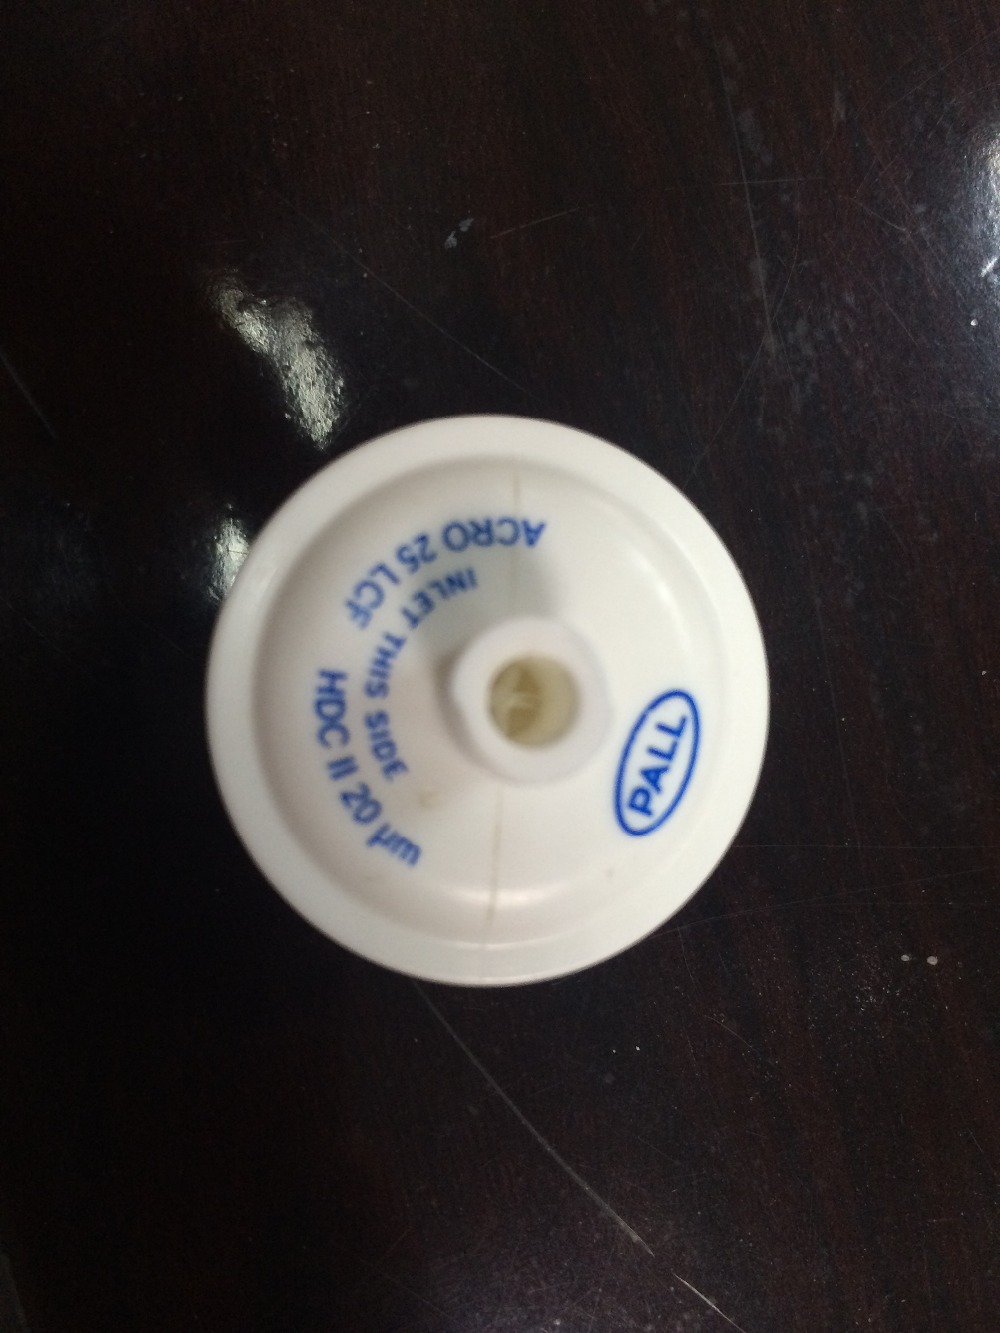 ACRO 25 LCF
INLET THIS SIDE
HDC II 20 µm
PALL